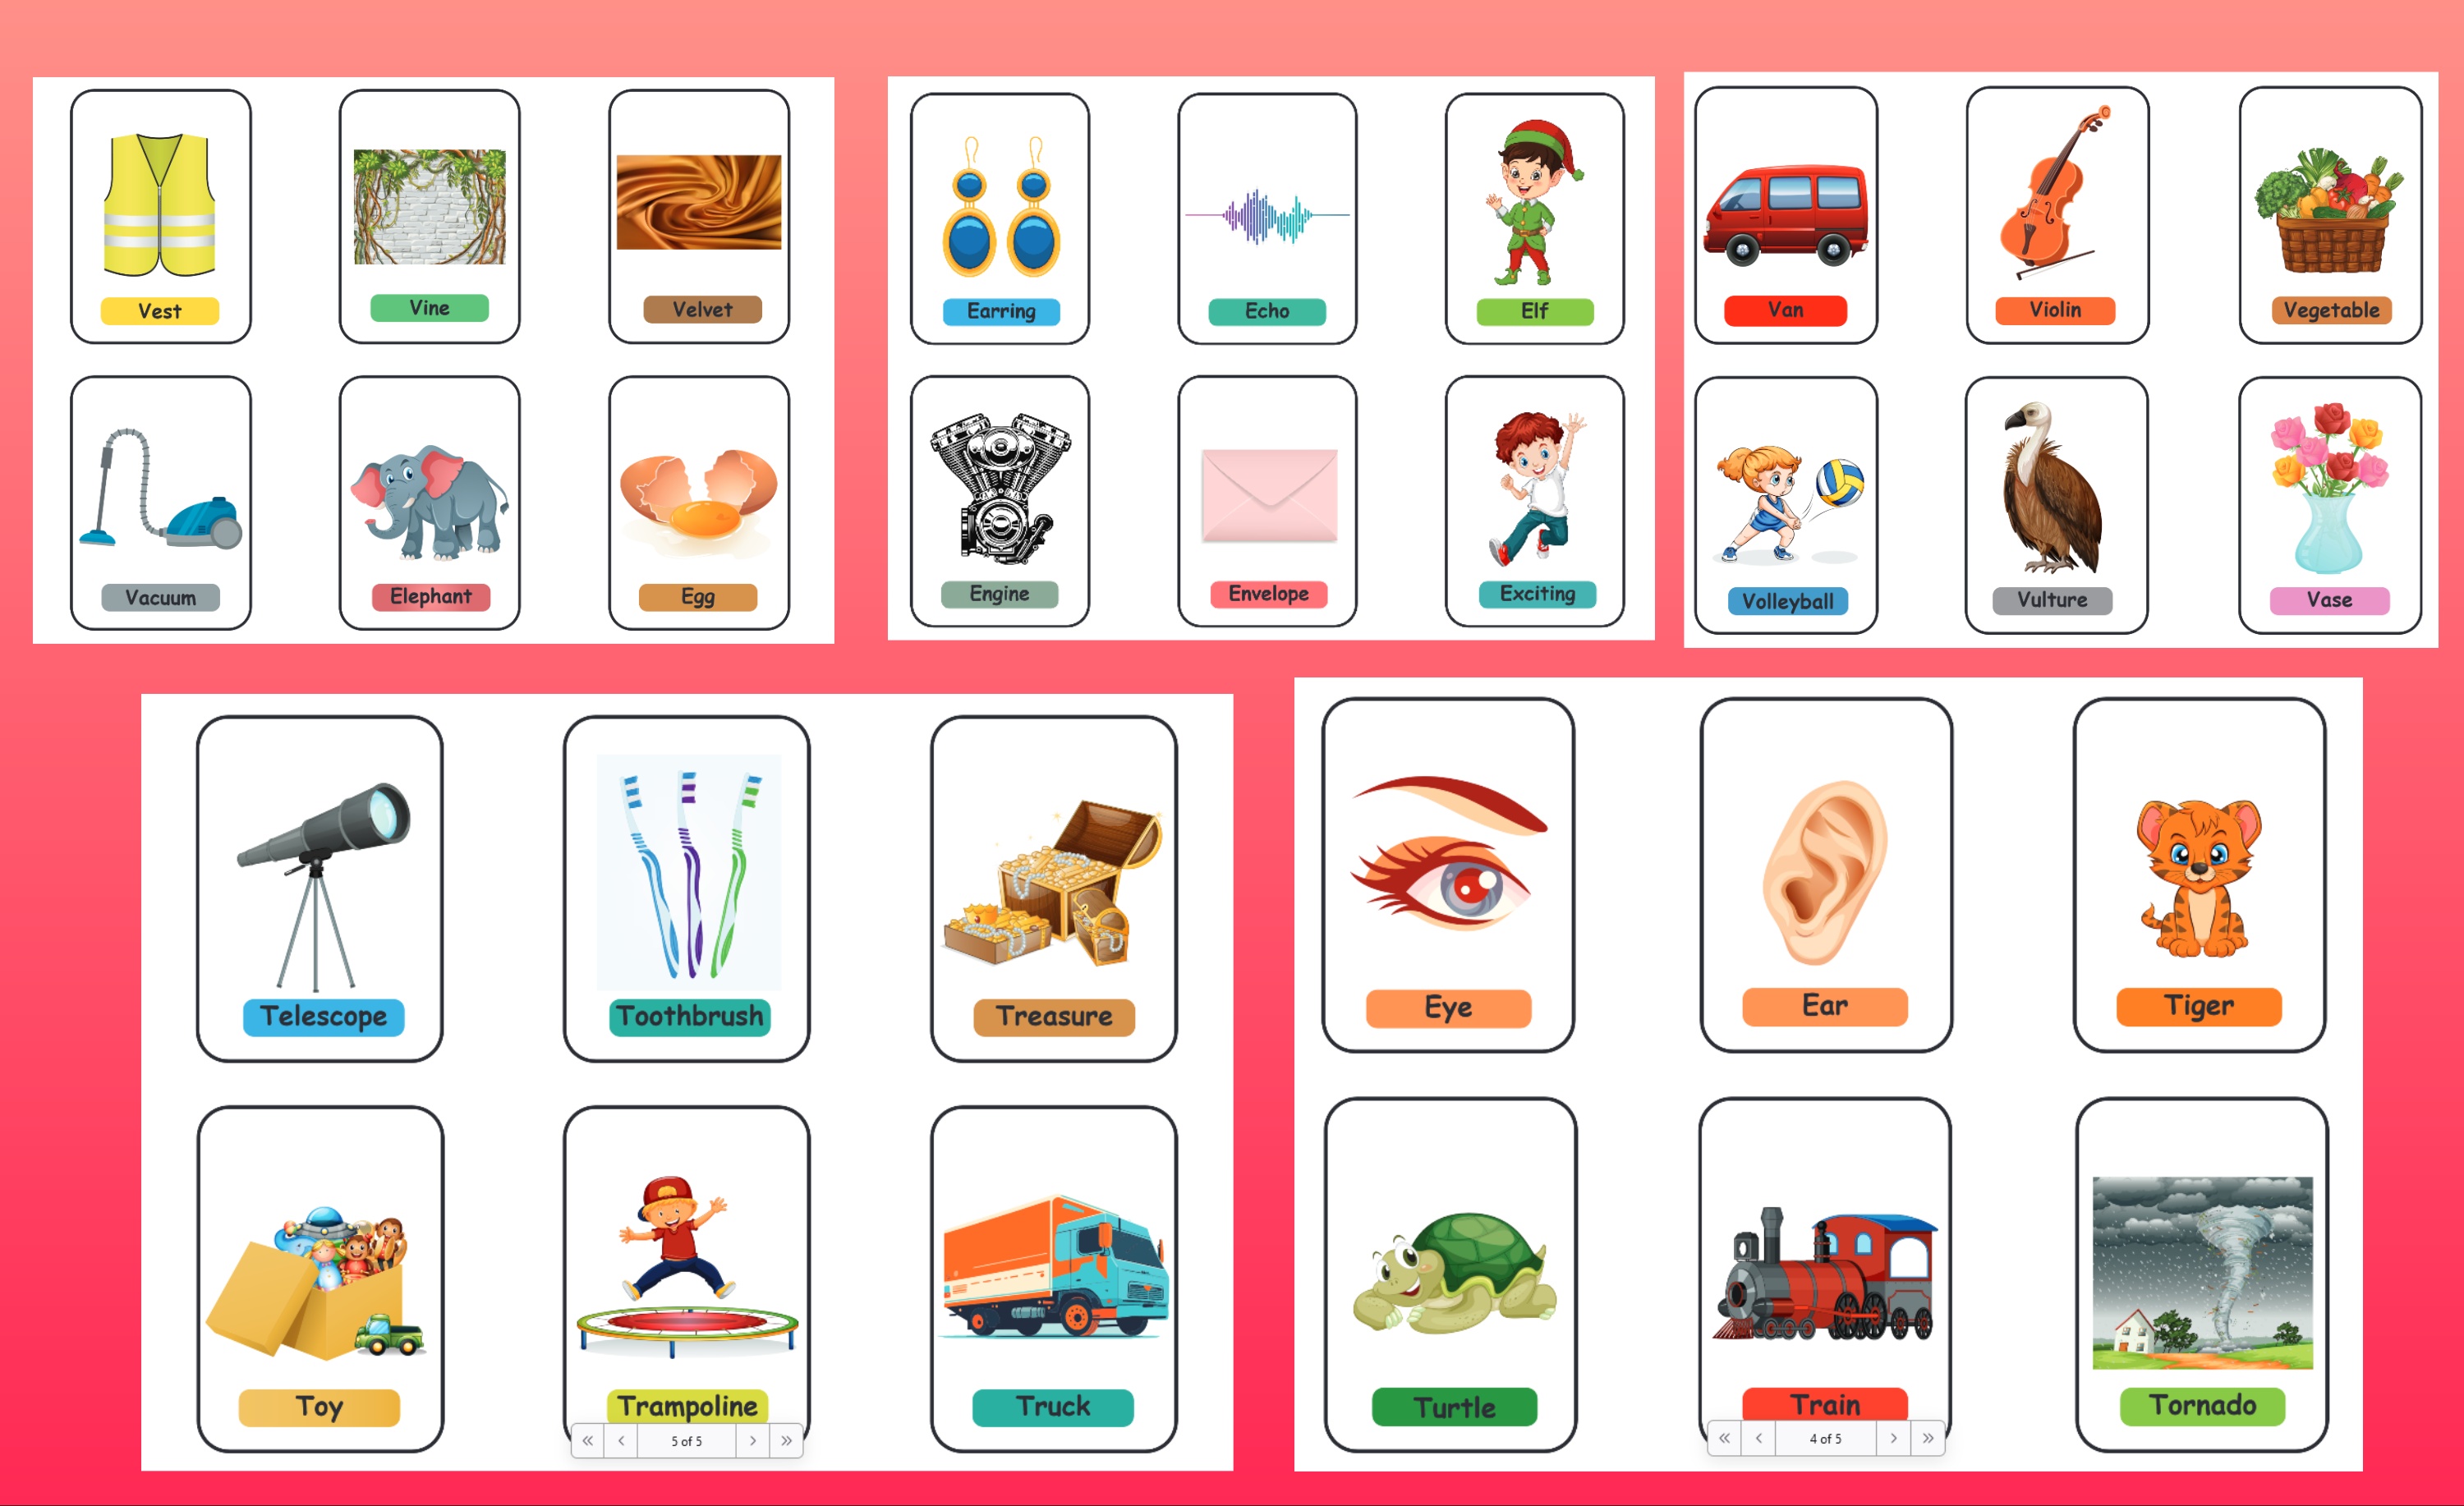 Vest
Vine
Velvet
Vacuum
Elephant
Egg
Earring
Echo
Elf
Engine
Envelope
Exciting
Van
Violin
Vegetable
Volleyball
Vulture
Vase
Telescope
Toothbrush
Treasure
Toy
Trampoline
Truck
« ‹ 5 of 5 › »
Eye
Ear
Tiger
Turtle
Train
Tornado
« ‹ 4 of 5 › »